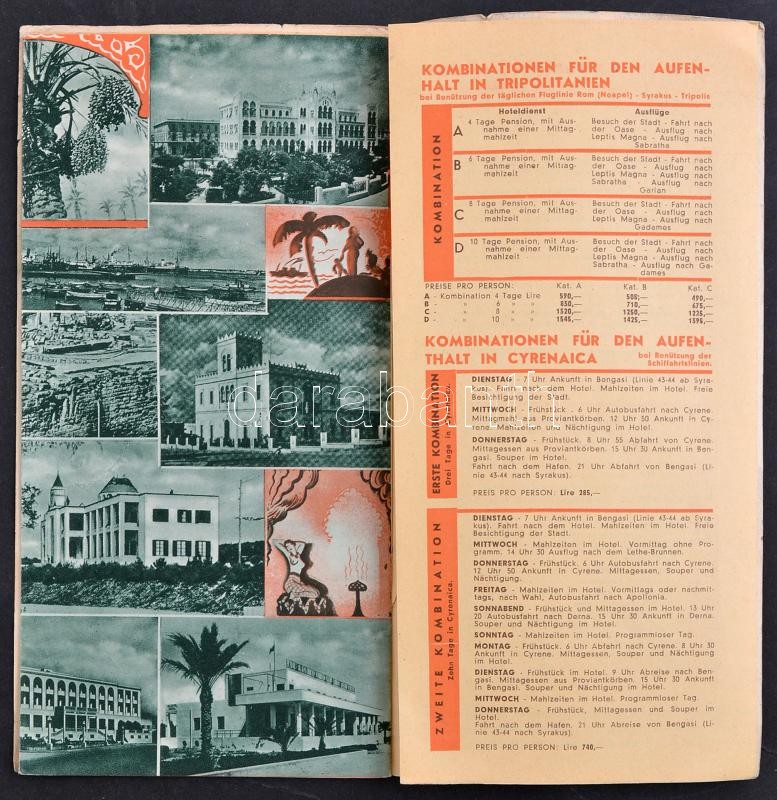 KOMBINATIONEN FÜR DEN AUFEN-
HALT IN TRIPOLITANIEN
bei Benützung der täglichen Fluglinie Rom (Neapel) - Syrakus - Tripolis
Hoteldienst
Ausflüge
KOMBINATION
A
4 Tage Pension, mit Aus-
nahme einer Mittag-
mahlzeit
Besuch der Stadt - Fahrt nach
der Oase - Ausflug nach
Leptis Magna - Ausflug nach
Sabratha
B
6 Tage Pension, mit Aus-
nahme einer Mittag-
mahlzeit
Besuch der Stadt - Fahrt nach
der Oase - Ausflug nach
Leptis Magna - Ausflug nach
Sabratha - Ausflug nach
Garian
C
8 Tage Pension, mit Aus-
nahme einer Mittag-
mahlzeit
Besuch der Stadt - Fahrt nach
der Oase - Ausflug nach
Leptis Magna - Ausflug nach
Gadames
D
10 Tage Pension, mit Aus-
nahme einer Mittag-
mahlzeit
Besuch der Stadt - Fahrt nach
der Oase - Ausflug nach
Leptis Magna - Ausflug nach
Sabratha - Ausflug nach Ga-
dames
PREISE PRO PERSON: Kat. A Kat. B Kat. C
A - Kombination 4 Tage Lire 590,— 505;— 490,—
B - » 6 » » 830,— 710,— 675,—
C - » 8 » » 1320,— 1250,— 1225,—
D - » 10 » » 1545,— 1425,— 1395,—
KOMBINATIONEN FÜR DEN AUFEN-
THALT IN CYRENAICA
bei Benützung der
Schiffahrtslinien.
ERSTE KOMBINATION
Drei Tage in Cyrenaica.
DIENSTAG - 7 Uhr Ankunft in Bengasi (Linie 43-44 ab Syra-
kus). Fahrt nach dem Hotel. Mahlzeiten im Hotel. Freie
Besichtigung der Stadt.
MITTWOCH - Frühstück . 6 Uhr Autobusfahrt nach Cyrene.
Mittagmehl aus Proviantkörben. 12 Uhr 50 Ankunft in Cy-
rene. Mahlzeiten und Nächtigung im Hotel.
DONNERSTAG - Frühstück. 8 Uhr 55 Abfahrt von Cyrene.
Mittagessen aus Proviantkörben. 15 Uhr 30 Ankunft in Ben-
gasi. Souper im Hotel.
Fahrt nach dem Hafen. 21 Uhr Abfahrt von Bengasi (Li-
nie 43-44 nach Syrakus).
PREIS PRO PERSON: Lire 285,—
ZWEITE KOMBINATION
Zehn Tage in Cyrenaica.
DIENSTAG - 7 Uhr Ankunft in Bengasi (Linie 43-44 ab Syra-
kus). Fahrt nach dem Hotel. Mahlzeiten im Hotel. Freie
Besichtigung der Stadt.
MITTWOCH - Mahlzeiten im Hotel. Vormittag ohne Pro-
gramm. 14 Uhr 30 Ausflug nach dem Lethe-Brunnen.
DONNERSTAG - Frühstück. 6 Uhr Autobusfahrt nach Cyrene.
12 Uhr 50 Ankunft in Cyrene. Mittagessen, Souper und
Nächtigung.
FREITAG - Mahlzeiten im Hotel. Vormittags oder nachmit-
tags, nach Wahl, Autobusfahrt nach Apollonia.
SONNABEND - Frühstück und Mittagessen im Hotel. 13 Uhr
20 Autobusfahrt nach Derna. 15 Uhr 30 Ankunft in Derna.
Souper und Nächtigung im Hotel.
SONNTAG - Mahlzeiten im Hotel. Programmloser Tag.
MONTAG - Frühstück. 6 Uhr Abfahrt nach Cyrene. 8 Uhr 30
Ankunft in Cyrene. Mittagessen, Souper und Nächtigung
im Hotel.
DIENSTAG - Frühstück im Hotel. 9 Uhr Abreise nach Ben-
gasi. Mittagessen aus Proviantkörben. 15 Uhr 30 Ankunft
in Bengasi. Souper und Nächtigung im Hotel.
MITTWOCH - Mahlzeiten im Hotel. Programmloser Tag.
DONNERSTAG - Frühstück, Mittagessen und Souper im
Hotel.
Fahrt nach dem Hafen. 21 Uhr Abreise von Bengasi (Li-
nie 43-44 nach Syrakus).
PREIS PRO PERSON: Lire 740,—
darabanth